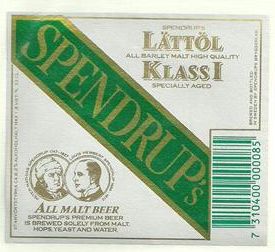 SPENDRUP'S
LÄTTÖL
ALL BARLEY MALT HIGH QUALITY
KLASS I
SPECIALLY AGED
SPENDRUP'S
ALL MALT BEER
SPENDRUP'S PREMIUM BEER
IS BREWED SOLELY FROM MALT,
HOPS, YEAST AND WATER.
7 310400 000085